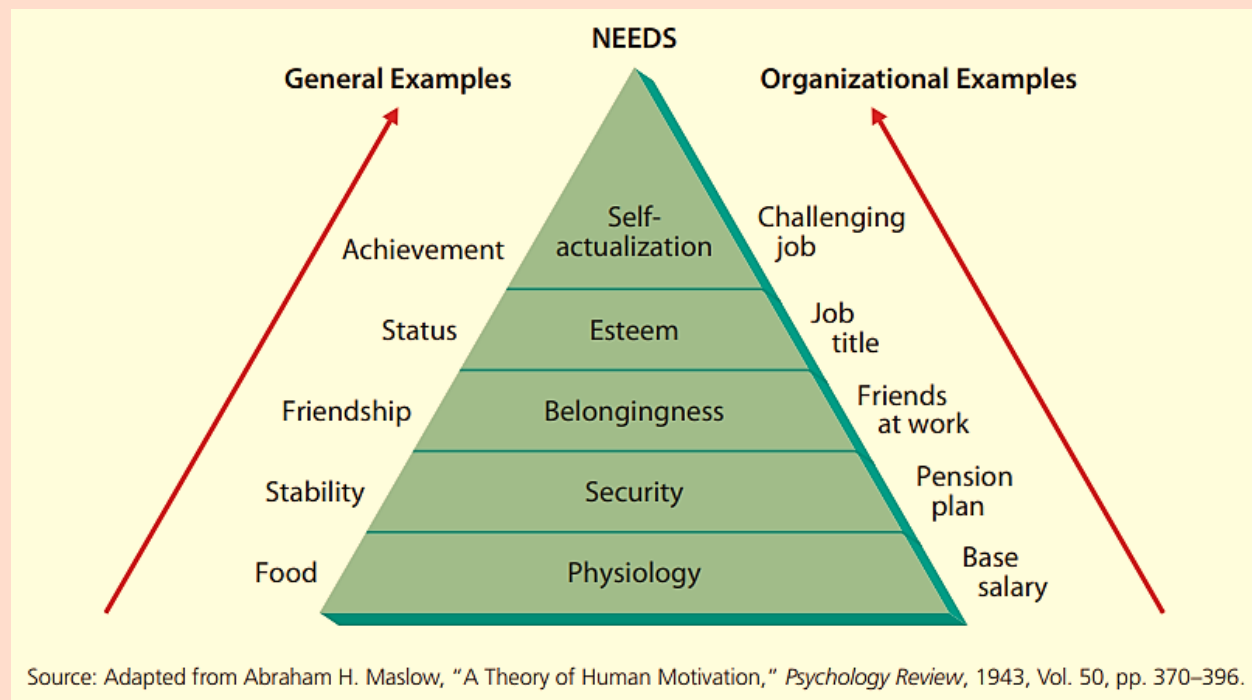 NEEDS
General Examples
Organizational Examples
Self-
actualization
Challenging
job
Achievement
Job
title
Status
Esteem
Friends
at work
Friendship
Belongingness
Pension
plan
Stability
Security
Base
salary
Food
Physiology
Source: Adapted from Abraham H. Maslow, “A Theory of Human Motivation,” Psychology Review, 1943, Vol. 50, pp. 370–396.